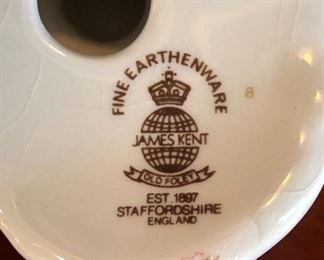 FINE EARTHENWARE
8
JAMES KENT
OLD FOLEY
EST. 1897
STAFFORDSHIRE
ENGLAND